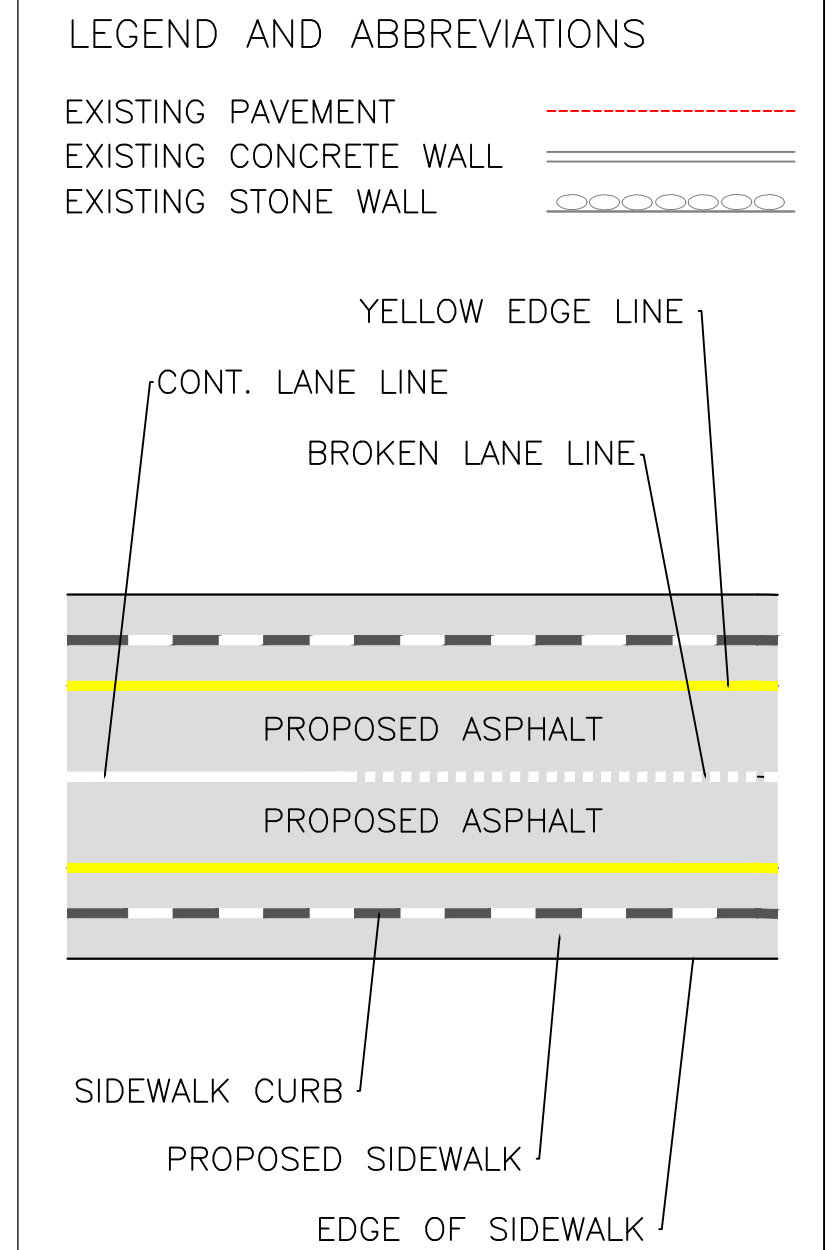 LEGEND AND ABBREVIATIONS
EXISTING PAVEMENT
EXISTING CONCRETE WALL
EXISTING STONE WALL
YELLOW EDGE LINE
CONT. LANE LINE
BROKEN LANE LINE
PROPOSED ASPHALT
PROPOSED ASPHALT
SIDEWALK CURB
PROPOSED SIDEWALK
EDGE OF SIDEWALK